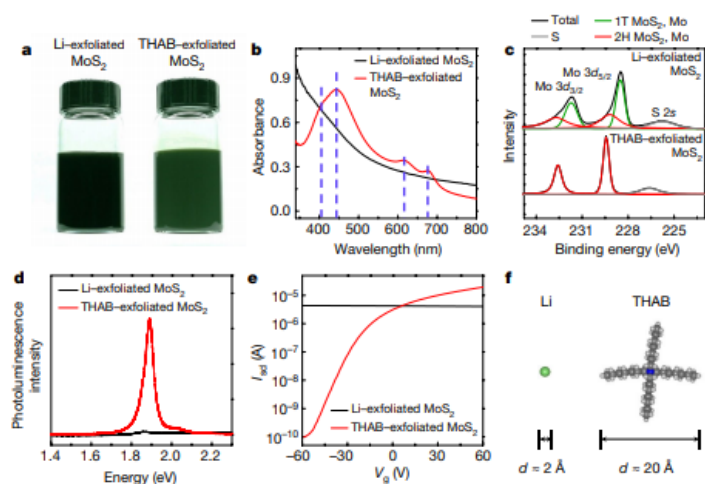 a
Li–exfoliated
MoS₂
THAB–exfoliated
MoS₂
b
Li–exfoliated MoS₂
THAB–exfoliated
MoS₂
Absorbance
0.9
0.6
0.3
0.0
400 500 600 700 800
Wavelength (nm)
Total
S
1T MoS₂, Mo
2H MoS₂, Mo
c
Li-exfoliated
MoS₂
Mo 3d₅/₂
Mo 3d₃/₂
S 2s
THAB–exfoliated
MoS₂
Intensity
234 231 228 225
Binding energy (eV)
d
Li–exfoliated MoS₂
THAB–exfoliated MoS₂
Photoluminescence
intensity
1.4 1.6 1.8 2.0 2.2
Energy (eV)
e
10⁻⁵
10⁻⁶
10⁻⁷
10⁻⁸
10⁻⁹
10⁻¹⁰
Li–exfoliated MoS₂
THAB–exfoliated MoS₂
I_sd (A)
−60 −30 0 30 60
V_g (V)
f
Li
THAB
d ≈ 2 Å
d ≈ 20 Å